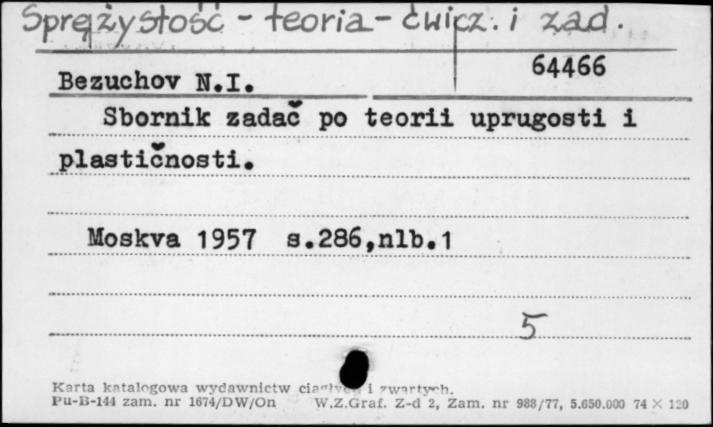 Sprężystość - teoria - ćwicz. i zad.
64466
Bezuchov N.I.
Sbornik zadač po teorii uprugosti i
plastičnosti.
Moskva 1957 s.286,nlb.1
5
Karta katalogowa wydawnictw ciągłych i zwartych.
Pu-B-144 zam. nr 1674/DW/On W.Z.Graf. Z-d 2, Zam. nr 988/77, 5.650.000 74 × 120